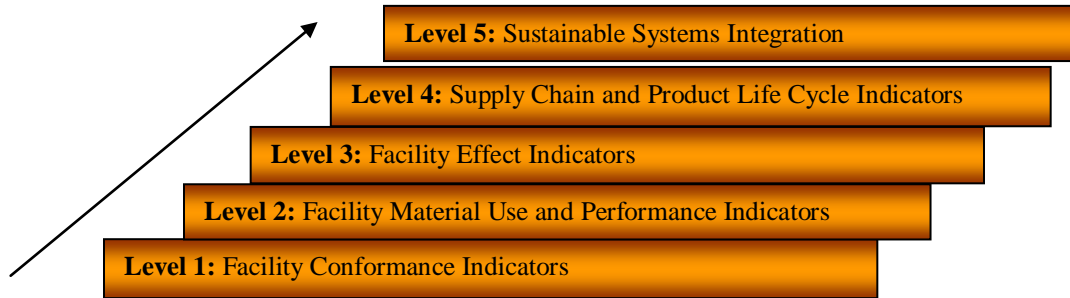 Level 5: Sustainable Systems Integration
Level 4: Supply Chain and Product Life Cycle Indicators
Level 3: Facility Effect Indicators
Level 2: Facility Material Use and Performance Indicators
Level 1: Facility Conformance Indicators